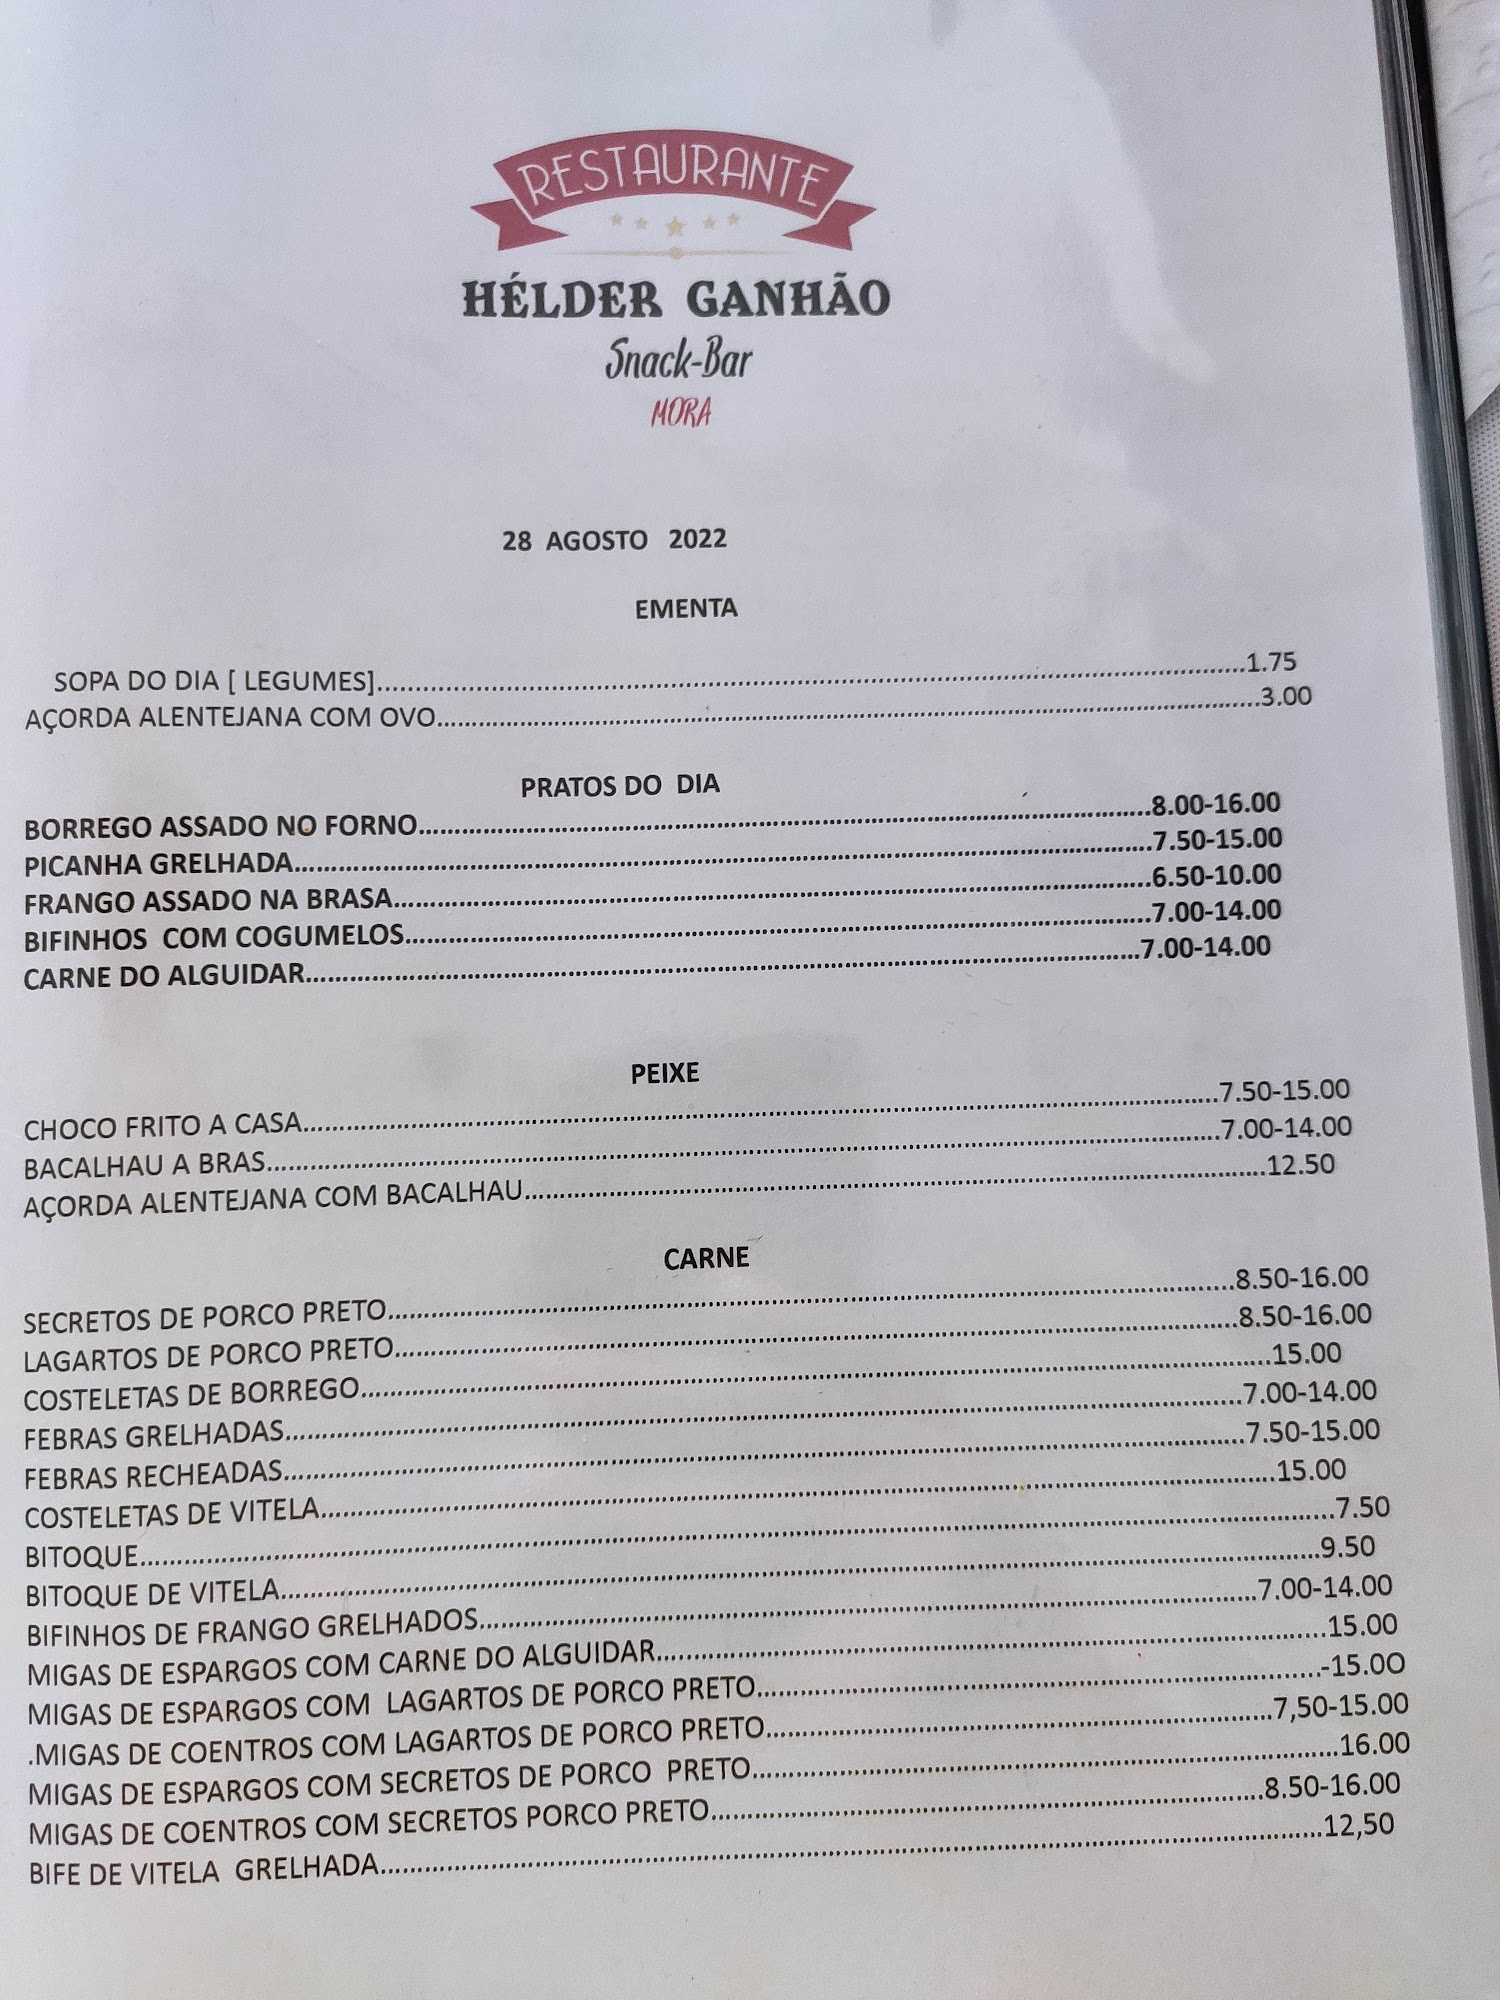 RESTAURANTE
HÉLDER GANHÃO
Snack-Bar
MORA
28 AGOSTO 2022
EMENTA
SOPA DO DIA [ LEGUMES]..........1.75
AÇORDA ALENTEJANA COM OVO..........3.00
PRATOS DO DIA
BORREGO ASSADO NO FORNO..........8.00-16.00
PICANHA GRELHADA..........7.50-15.00
FRANGO ASSADO NA BRASA..........6.50-10.00
BIFINHOS COM COGUMELOS..........7.00-14.00
CARNE DO ALGUIDAR..........7.00-14.00
PEIXE
CHOCO FRITO A CASA..........7.50-15.00
BACALHAU A BRAS..........7.00-14.00
AÇORDA ALENTEJANA COM BACALHAU..........12.50
CARNE
SECRETOS DE PORCO PRETO..........8.50-16.00
LAGARTOS DE PORCO PRETO..........8.50-16.00
COSTELETAS DE BORREGO..........15.00
FEBRAS GRELHADAS..........7.00-14.00
FEBRAS RECHEADAS..........7.50-15.00
COSTELETAS DE VITELA..........15.00
BITOQUE..........7.50
BITOQUE DE VITELA..........9.50
BIFINHOS DE FRANGO GRELHADOS..........7.00-14.00
MIGAS DE ESPARGOS COM CARNE DO ALGUIDAR..........15.00
MIGAS DE ESPARGOS COM LAGARTOS DE PORCO PRETO..........-15.0O
.MIGAS DE COENTROS COM LAGARTOS DE PORCO PRETO..........7,50-15.00
MIGAS DE ESPARGOS COM SECRETOS DE PORCO PRETO..........16.00
MIGAS DE COENTROS COM SECRETOS PORCO PRETO..........8.50-16.00
BIFE DE VITELA GRELHADA..........12,50